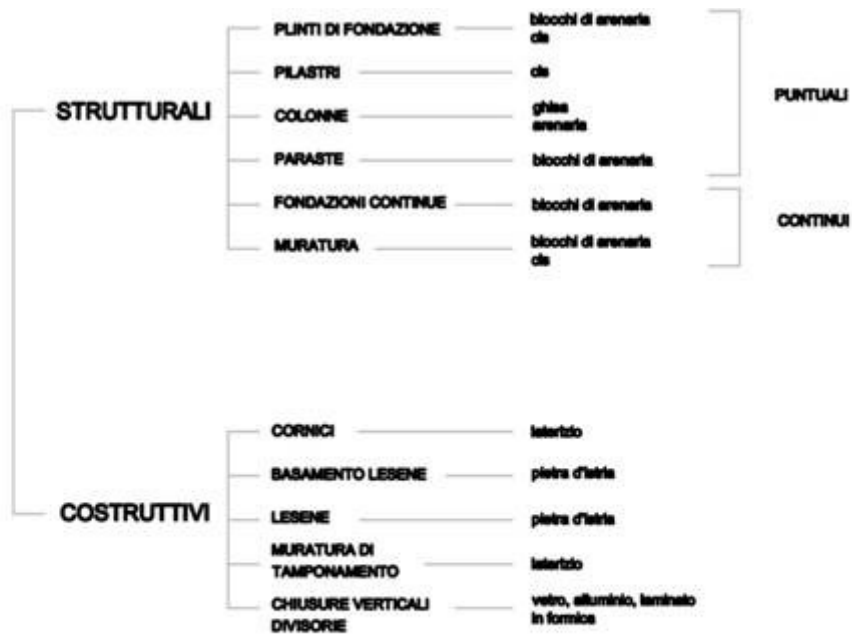 PLINTI DI FONDAZIONE
blocchi di arenaria
cls
PILASTRI
cls
PUNTUALI
STRUTTURALI
COLONNE
ghisa
arenaria
PARASTE
blocchi di arenaria
FONDAZIONI CONTINUE
blocchi di arenaria
CONTINUI
MURATURA
blocchi di arenaria
cls
CORNICI
laterizio
BASAMENTO LESENE
pietra d'istria
COSTRUTTIVI
LESENE
pietra d'istria
MURATURA DI
TAMPONAMENTO
laterizio
CHIUSURE VERTICALI
DIVISORIE
vetro, alluminio, laminato
in formica